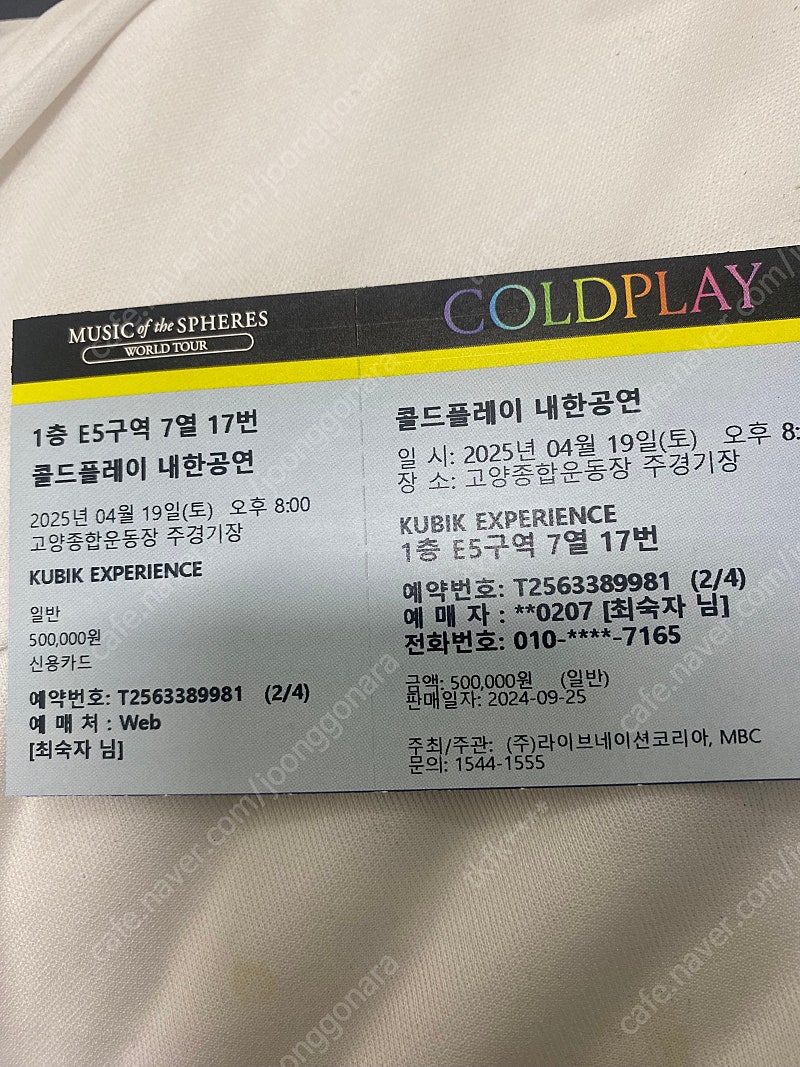 MUSIC of the SPHERES
WORLD TOUR
1층 E5구역 7열 17번
콜드플레이 내한공연
2025년 04월 19일(토) 오후 8:00
고양종합운동장 주경기장
KUBIK EXPERIENCE
일반
500,000원
신용카드
예약번호: T2563389981 (2/4)
예 매 처 : Web
[최숙자 님]
COLDPLAY
콜드플레이 내한공연
일 시: 2025년 04월 19일(토) 오후 8:
장 소: 고양종합운동장 주경기장
KUBIK EXPERIENCE
1층 E5구역 7열 17번
예약번호: T2563389981 (2/4)
예 매 자 : **0207 [최숙자 님]
전화번호: 010-****-7165
금액: 500,000원 (일반)
판매일자: 2024-09-25
주최/주관: (주)라이브네이션코리아, MBC
문의: 1544-1555
cafe.naver.com/joonggonara